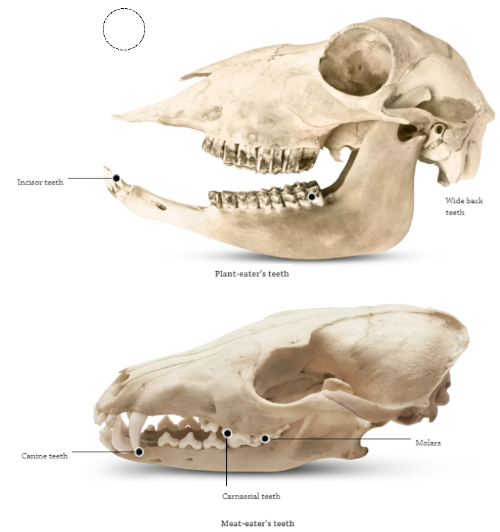 Incisor teeth
Wide back
teeth
Plant-eater's teeth
Canine teeth
Molars
Carnassial teeth
Meat-eater's teeth